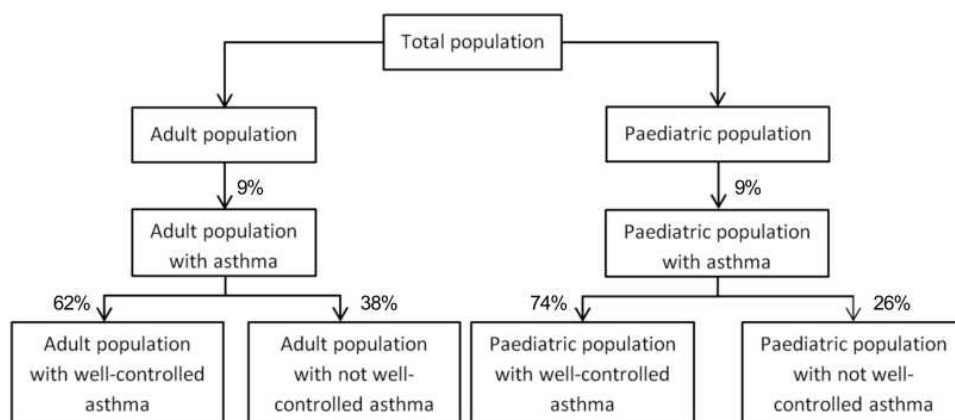 Total population
Adult population
Paediatric population
9%
9%
Adult population
with asthma
Paediatric population
with asthma
62%
38%
74%
26%
Adult population
with well-controlled
asthma
Adult population
with not well-
controlled asthma
Paediatric population
with well-controlled
asthma
Paediatric population
with not well-
controlled asthma